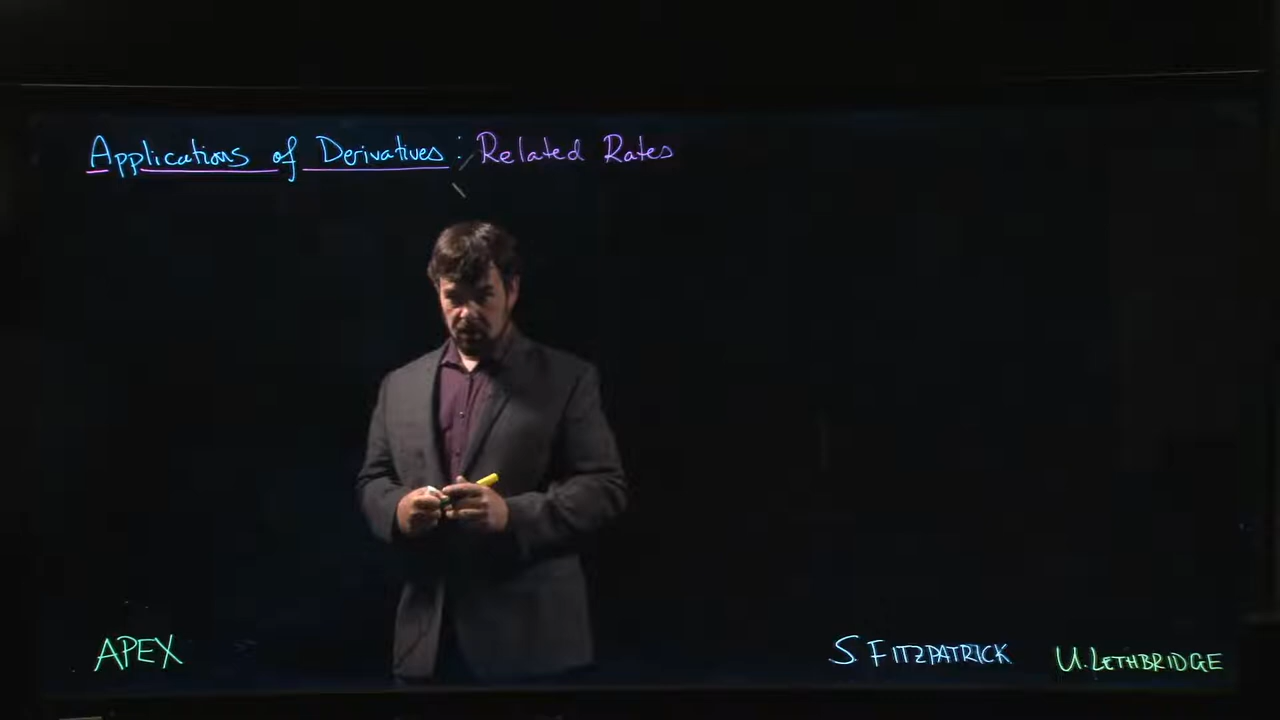 Applications of Derivatives: Related Rates
APEX
S FITZPATRICK
U. LETHBRIDGE